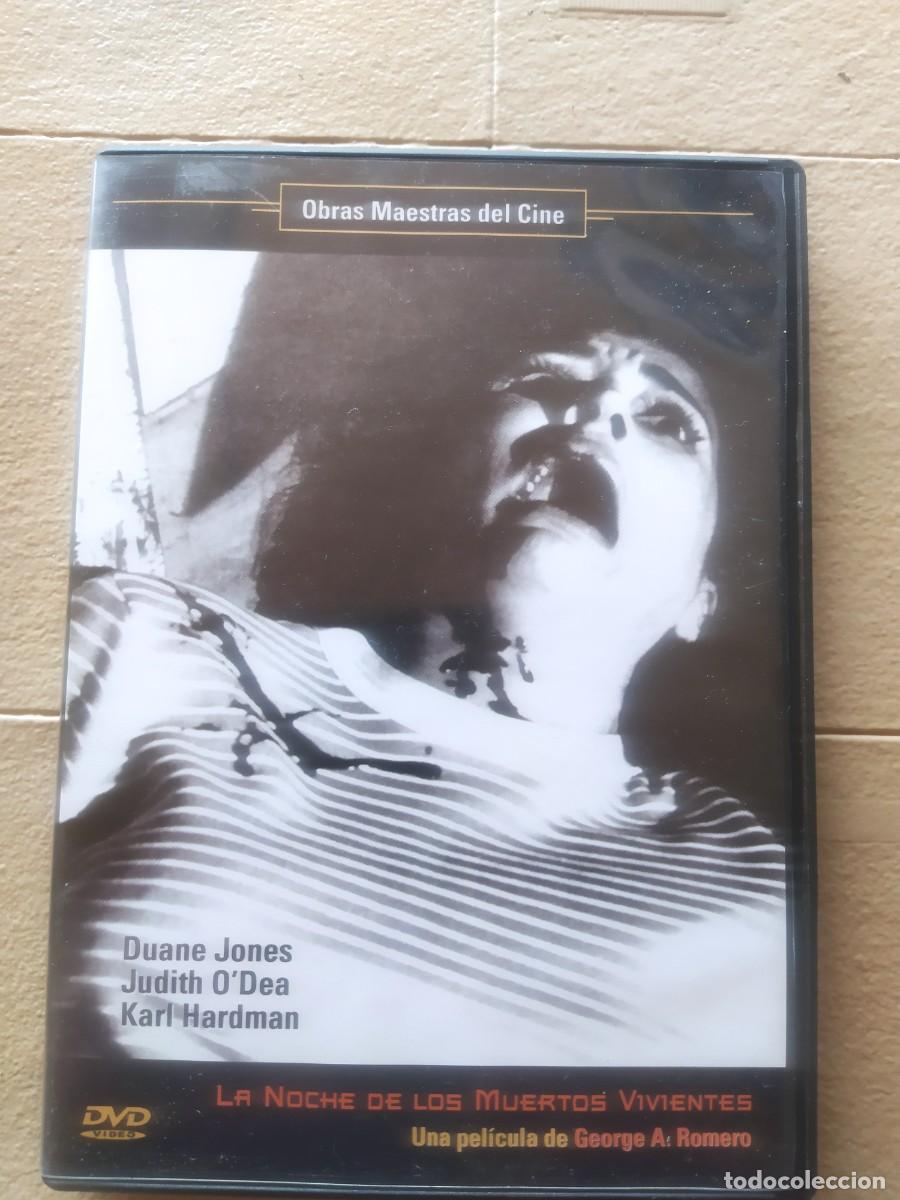 Obras Maestras del Cine
Duane Jones
Judith O'Dea
Karl Hardman
La Noche de los Muertos Vivientes
DVD
VIDEO
Una película de George A. Romero
todocoleccion